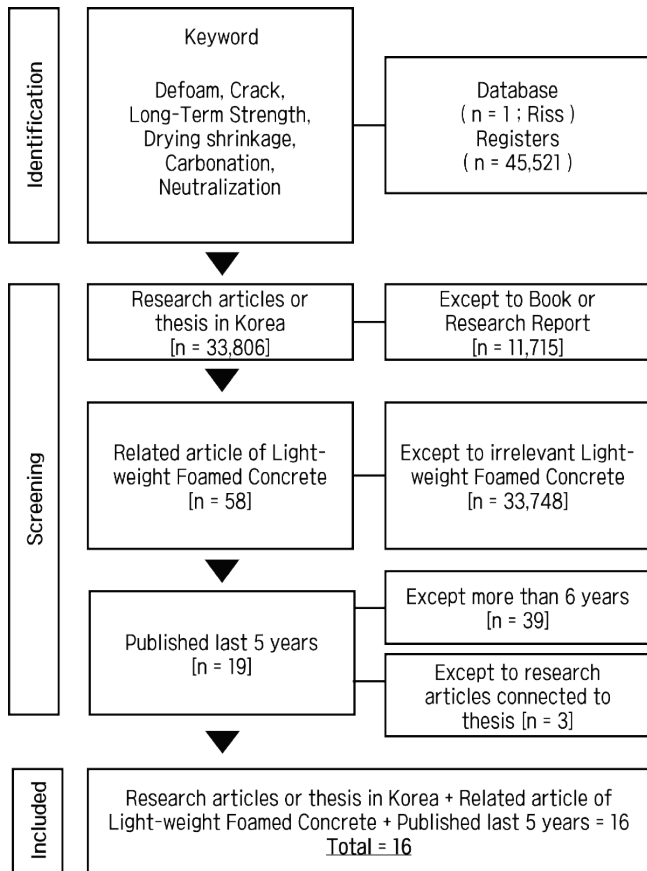 Identification
Keyword
Defoam, Crack,
Long-Term Strength,
Drying shrinkage,
Carbonation,
Neutralization
Database
( n = 1 ; Riss )
Registers
( n = 45,521 )
Screening
Research articles or
thesis in Korea
[n = 33,806]
Except to Book or
Research Report
[n = 11,715]
Related article of Light-
weight Foamed Concrete
[n = 58]
Except to irrelevant Light-
weight Foamed Concrete
[n = 33,748]
Published last 5 years
[n = 19]
Except more than 6 years
[n = 39]
Except to research
articles connected to
thesis [n = 3]
Included
Research articles or thesis in Korea + Related article of
Light-weight Foamed Concrete + Published last 5 years = 16
Total = 16